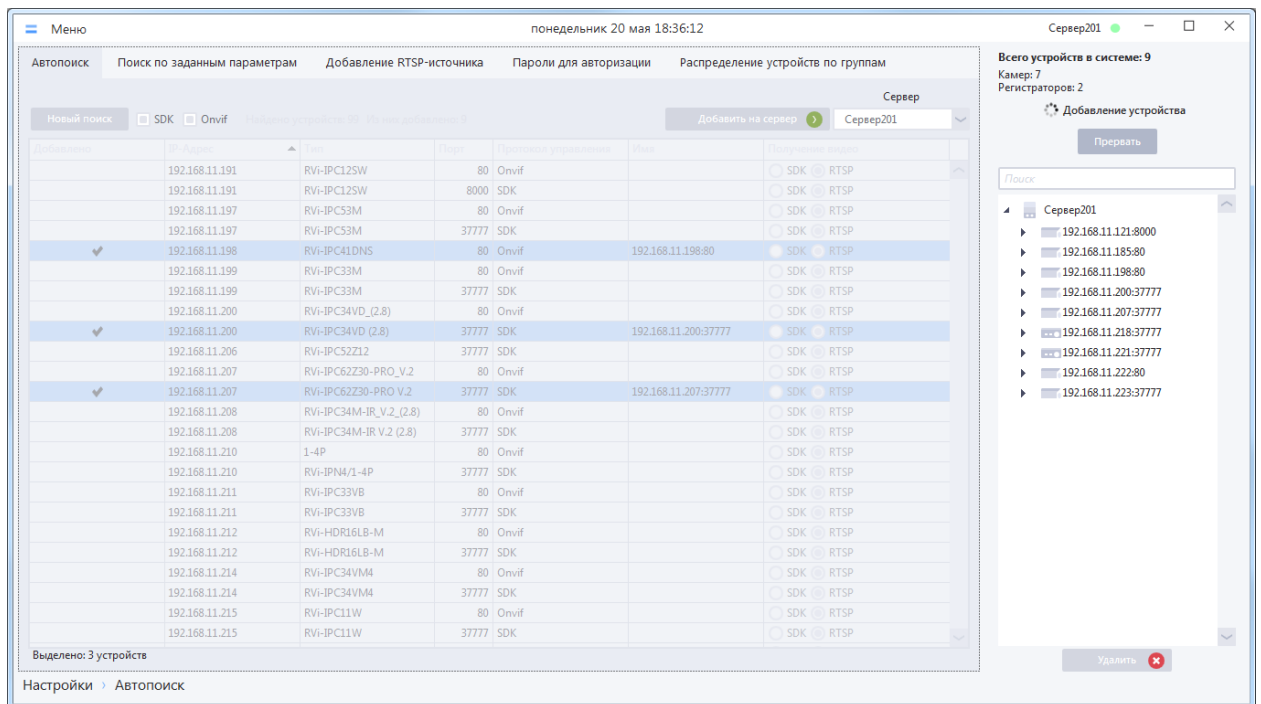 Меню понедельник 20 мая 18:36:12 Сервер201
Автопоиск Поиск по заданным параметрам Добавление RTSP-источника Пароли для авторизации Распределение устройств по группам
Сервер
Новый поиск SDK Onvif Найдено устройств: Из них добавлено: Добавить на сервер Сервер201
Добавлено IP-Адрес Тип Порт Протокол управления Имя Получение видео
192.168.11.191 RVi-IPC12SW 80 Onvif SDK RTSP
192.168.11.191 RVi-IPC12SW 8000 SDK SDK RTSP
192.168.11.197 RVi-IPC53M 80 Onvif SDK RTSP
192.168.11.197 RVi-IPC53M 37777 SDK SDK RTSP
192.168.11.198 RVi-IPC41DNS 80 Onvif 192.168.11.198:80 SDK RTSP
192.168.11.199 RVi-IPC33M 80 Onvif SDK RTSP
192.168.11.199 RVi-IPC33M 37777 SDK SDK RTSP
192.168.11.200 RVi-IPC34VD_(2.8) 80 Onvif SDK RTSP
192.168.11.200 RVi-IPC34VD (2.8) 37777 SDK 192.168.11.200:37777 SDK RTSP
192.168.11.206 RVi-IPC52Z12 37777 SDK SDK RTSP
192.168.11.207 RVi-IPC62Z30-PRO_V.2 80 Onvif SDK RTSP
192.168.11.207 RVi-IPC62Z30-PRO V.2 37777 SDK 192.168.11.207:37777 SDK RTSP
192.168.11.208 RVi-IPC34M-IR_V.2_(2.8) 80 Onvif SDK RTSP
192.168.11.208 RVi-IPC34M-IR V.2 (2.8) 37777 SDK SDK RTSP
192.168.11.210 1-4P 80 Onvif SDK RTSP
192.168.11.210 RVi-IPN4/1-4P 37777 SDK SDK RTSP
192.168.11.211 RVi-IPC33VB 80 Onvif SDK RTSP
192.168.11.211 RVi-IPC33VB 37777 SDK SDK RTSP
192.168.11.212 RVi-HDR16LB-M 80 Onvif SDK RTSP
192.168.11.212 RVi-HDR16LB-M 37777 SDK SDK RTSP
192.168.11.214 RVi-IPC34VM4 80 Onvif SDK RTSP
192.168.11.214 RVi-IPC34VM4 37777 SDK SDK RTSP
192.168.11.215 RVi-IPC11W 80 Onvif SDK RTSP
192.168.11.215 RVi-IPC11W 37777 SDK SDK RTSP
Выделено: 3 устройств
Настройки › Автопоиск
Всего устройств в системе: 9
Камер: 7
Регистраторов: 2
Добавление устройства
Прервать
Поиск
Сервер201
192.168.11.121:8000
192.168.11.185:80
192.168.11.198:80
192.168.11.200:37777
192.168.11.207:37777
192.168.11.218:37777
192.168.11.221:37777
192.168.11.222:80
192.168.11.223:37777
Удалить